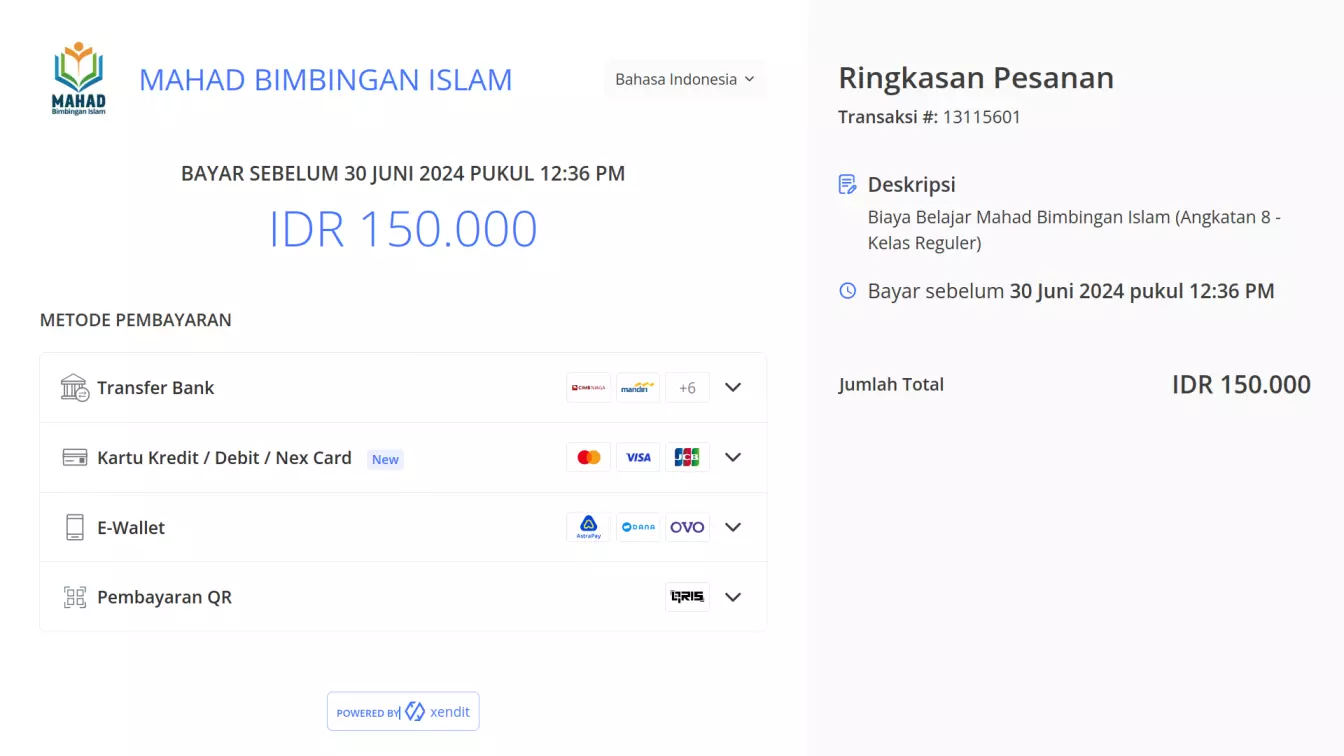 MAHAD
Bimbingan Islam
MAHAD BIMBINGAN ISLAM
Bahasa Indonesia
BAYAR SEBELUM 30 JUNI 2024 PUKUL 12:36 PM
IDR 150.000
METODE PEMBAYARAN
Transfer Bank
CIMB NIAGA
mandiri
+6
Kartu Kredit / Debit / Nex Card
New
VISA
JCB
E-Wallet
AstraPay
DANA
OVO
Pembayaran QR
QRIS
POWERED BY xendit
Ringkasan Pesanan
Transaksi #: 13115601
Deskripsi
Biaya Belajar Mahad Bimbingan Islam (Angkatan 8 -
Kelas Reguler)
Bayar sebelum 30 Juni 2024 pukul 12:36 PM
Jumlah Total
IDR 150.000